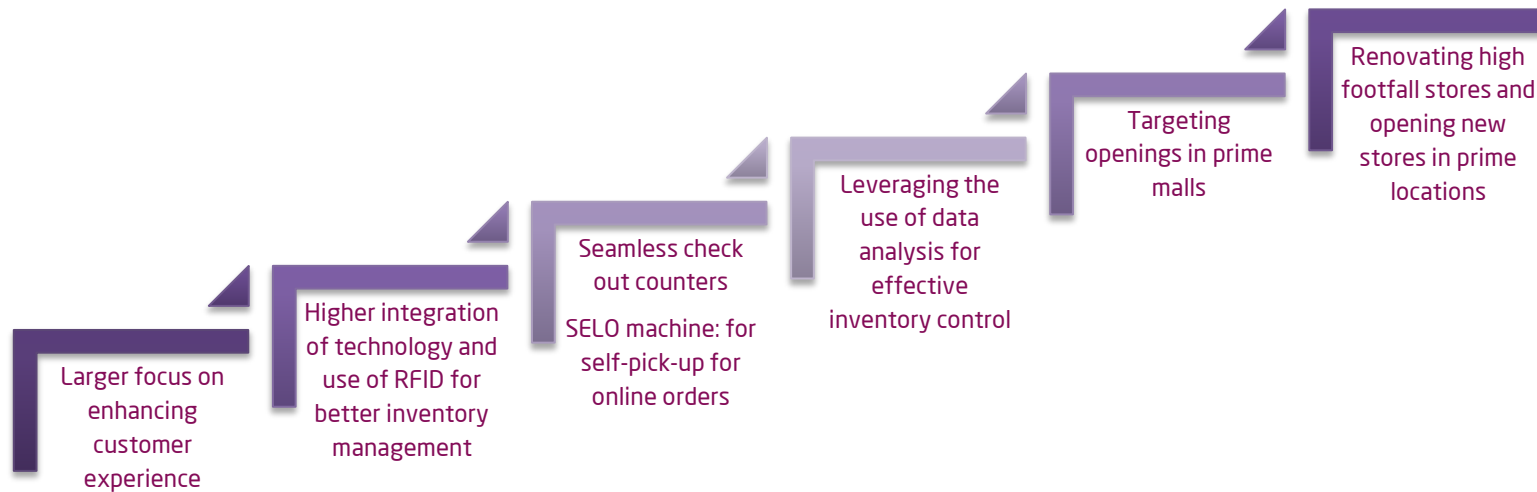 Larger focus on
enhancing
customer
experience
Higher integration
of technology and
use of RFID for
better inventory
management
Seamless check
out counters
SELO machine: for
self-pick-up for
online orders
Leveraging the
use of data
analysis for
effective
inventory control
Targeting
openings in prime
malls
Renovating high
footfall stores and
opening new
stores in prime
locations